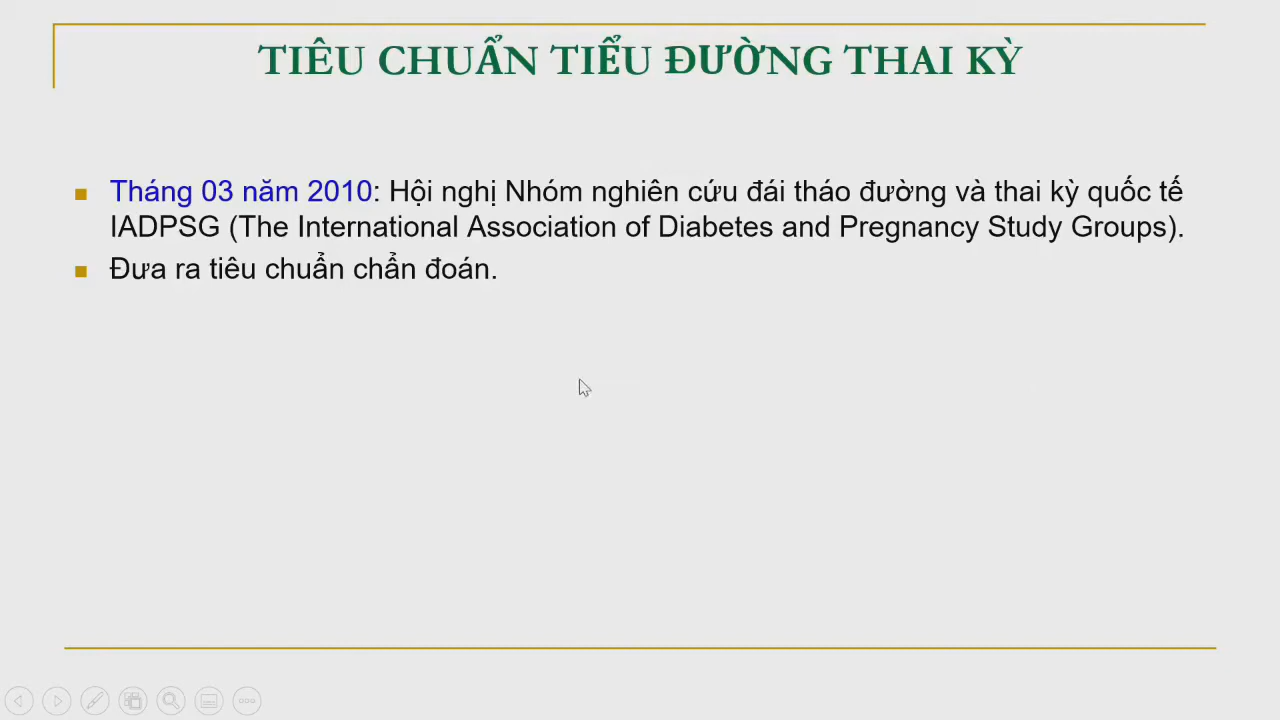 TIÊU CHUẨN TIỂU ĐƯỜNG THAI KỲ
Tháng 03 năm 2010: Hội nghị Nhóm nghiên cứu đái tháo đường và thai kỳ quốc tế
IADPSG (The International Association of Diabetes and Pregnancy Study Groups).
Đưa ra tiêu chuẩn chẩn đoán.